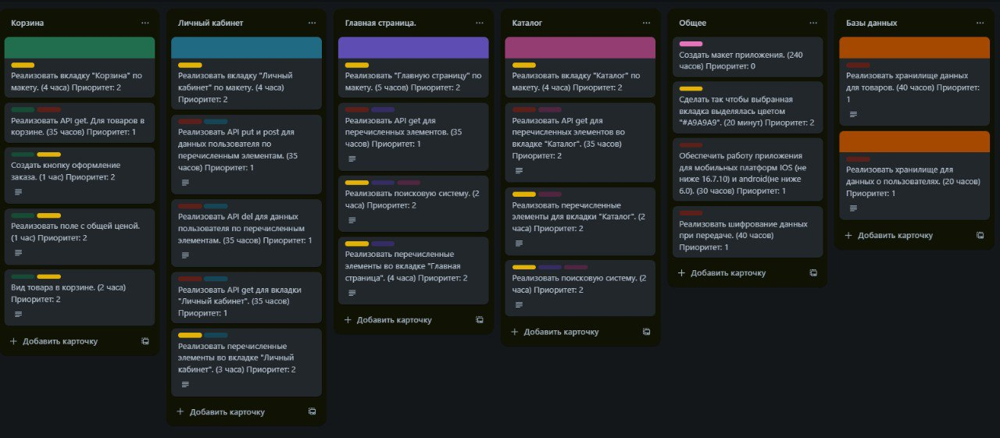 Корзина
Реализовать вкладку "Корзина" по
макету. (4 часа) Приоритет: 2
Реализовать API get. Для товаров в
корзине. (35 часов) Приоритет: 1
Создать кнопку оформление
заказа. (1 час) Приоритет: 2
Реализовать поле с общей ценой.
(1 час) Приоритет: 2
Вид товара в корзине. (2 часа)
Приоритет: 2
+ Добавить карточку
Личный кабинет
Реализовать вкладку "Личный
кабинет" по макету. (4 часа)
Приоритет: 2
Реализовать API put и post для
данных пользователя по
перечисленным элементам. (35
часов) Приоритет: 1
Реализовать API del для данных
пользователя по перечисленным
элементам. (35 часов) Приоритет: 1
Реализовать API get для вкладки
"Личный кабинет". (35 часов)
Приоритет: 1
Реализовать перечисленные
элементы во вкладке "Личный
кабинет". (3 часа) Приоритет: 2
+ Добавить карточку
Главная страница.
Реализовать "Главную страницу" по
макету. (5 часов) Приоритет: 2
Реализовать API get для
перечисленных элементов. (35
часов) Приоритет: 1
Реализовать поисковую систему. (2
часа) Приоритет: 2
Реализовать перечисленные
элементы во вкладке "Главная
страница". (4 часа) Приоритет: 2
+ Добавить карточку
Каталог
Реализовать вкладку "Каталог" по
макету. (4 часа) Приоритет: 2
Реализовать API get для
перечисленных элементов во
вкладке "Каталог". (35 часов)
Приоритет: 2
Реализовать перечисленные
элементы для вкладки "Каталог". (2
часа) Приоритет: 2
Реализовать поисковую систему. (2
часа) Приоритет: 2
+ Добавить карточку
Общее
Создать макет приложения. (240
часов) Приоритет: 0
Сделать так чтобы выбранная
вкладка выделялась цветом
"#A9A9A9". (20 минут) Приоритет: 2
Обеспечить работу приложения
для мобильных платформ IOS (не
ниже 16.7.10) и android(не ниже
6.0). (30 часов) Приоритет: 1
Реализовать шифрование данных
при передаче. (40 часов)
Приоритет: 1
+ Добавить карточку
Базы данных
Реализовать хранилище данных
для товаров. (40 часов) Приоритет:
1
Реализовать хранилище для
данных о пользователях. (20 часов)
Приоритет: 1
+ Добавить карточку